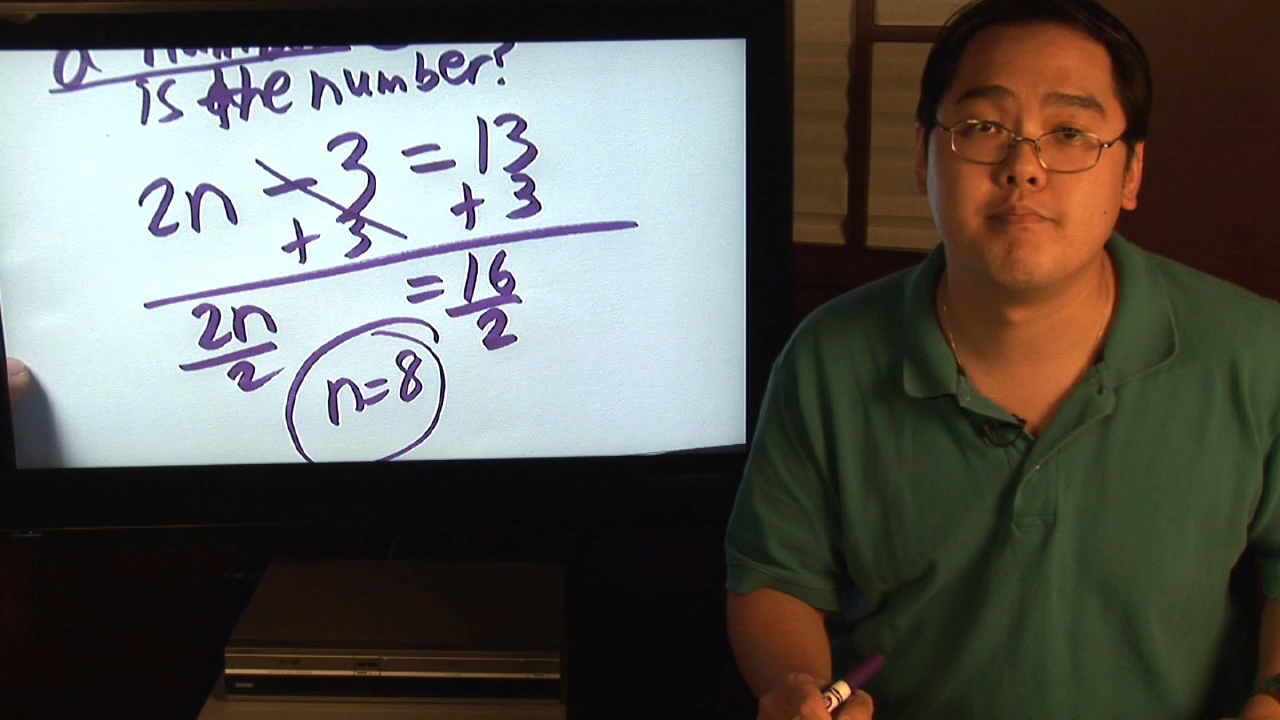 a
is the number?
2n - 3 = 13
+ 3 + 3
2n/2 = 16/2
n=8